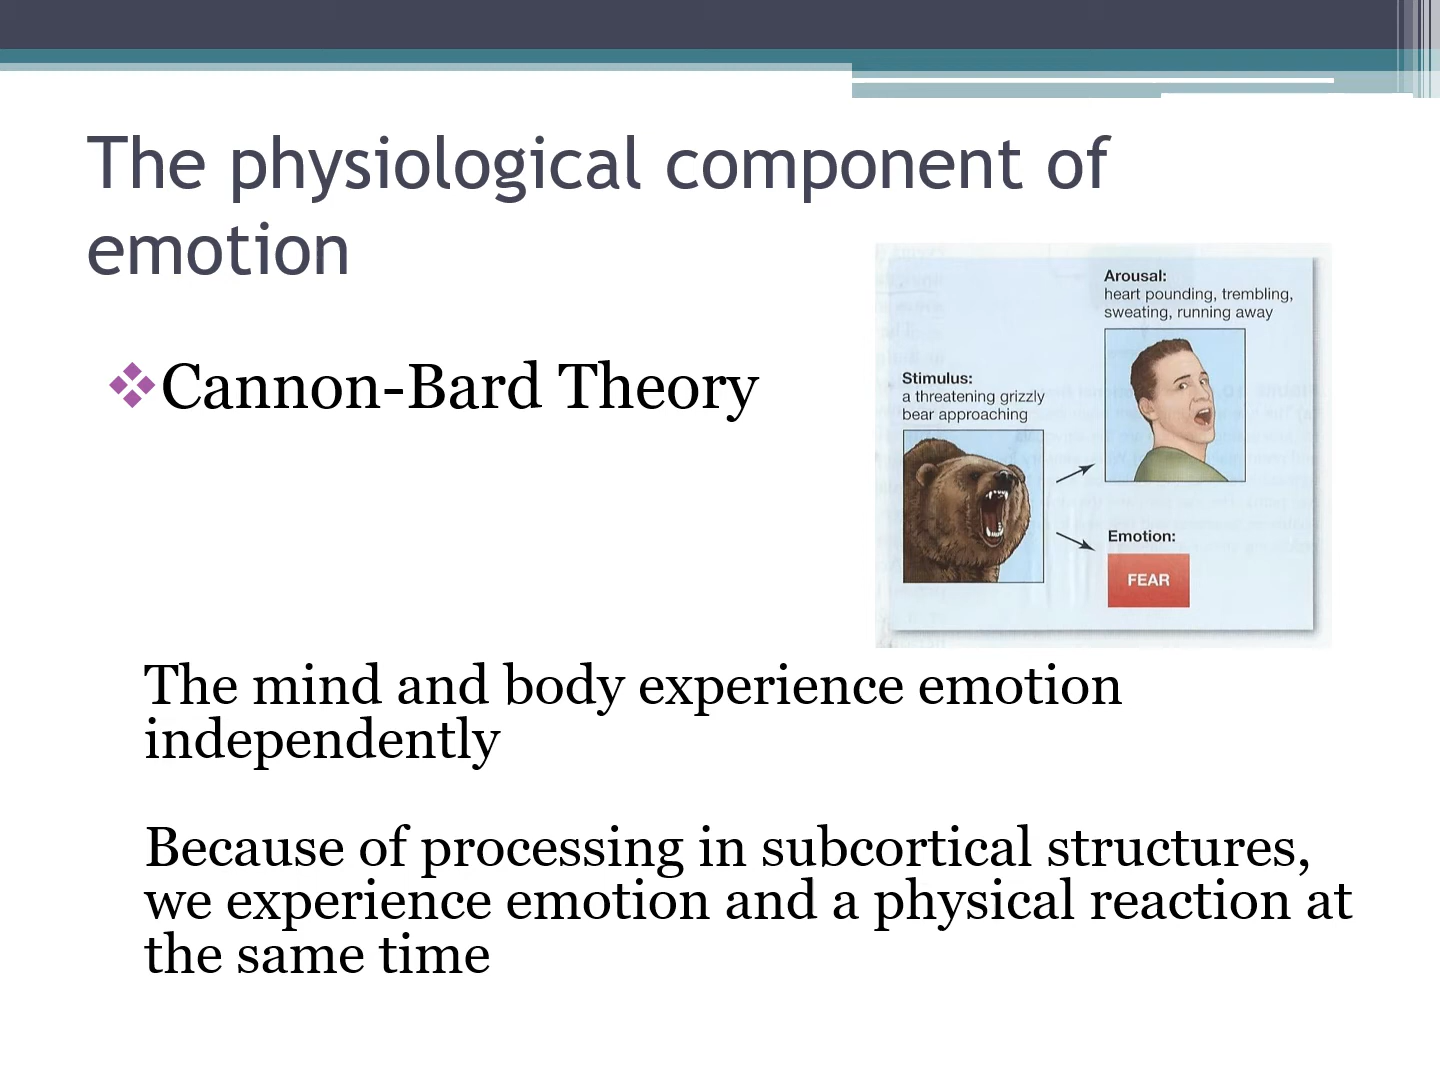 The physiological component of
emotion
Cannon-Bard Theory
Arousal:
heart pounding, trembling,
sweating, running away
Stimulus:
a threatening grizzly
bear approaching
Emotion:
FEAR
The mind and body experience emotion
independently
Because of processing in subcortical structures,
we experience emotion and a physical reaction at
the same time